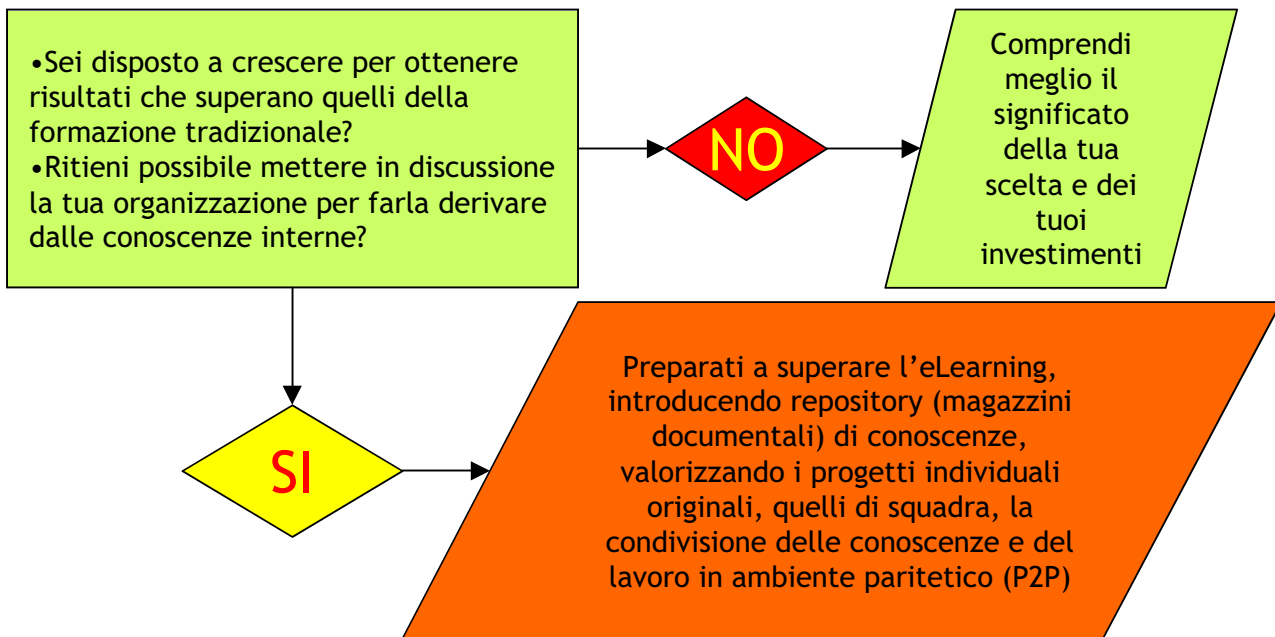 •Sei disposto a crescere per ottenere
risultati che superano quelli della
formazione tradizionale?
•Ritieni possibile mettere in discussione
la tua organizzazione per farla derivare
dalle conoscenze interne?
NO
Comprendi
meglio il
significato
della tua
scelta e dei
tuoi
investimenti
SI
Preparati a superare l’eLearning,
introducendo repository (magazzini
documentali) di conoscenze,
valorizzando i progetti individuali
originali, quelli di squadra, la
condivisione delle conoscenze e del
lavoro in ambiente paritetico (P2P)